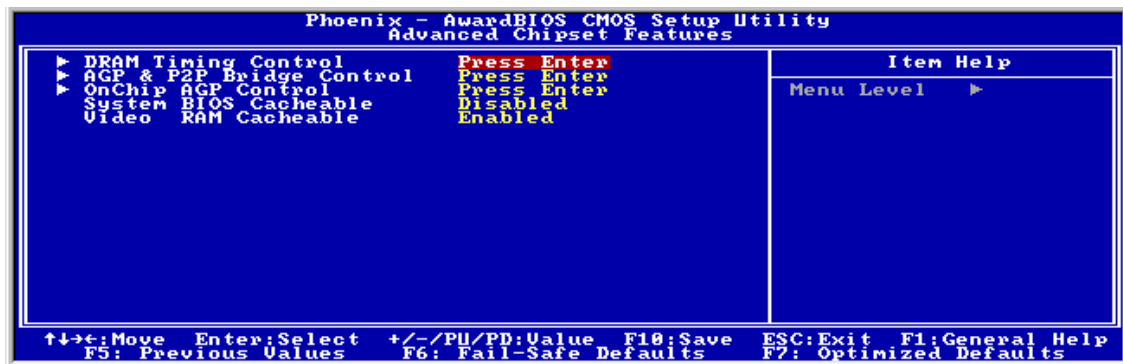 Phoenix - AwardBIOS CMOS Setup Utility
Advanced Chipset Features
▶ DRAM Timing Control Press Enter
▶ AGP & P2P Bridge Control Press Enter
▶ OnChip AGP Control Press Enter
System BIOS Cacheable Disabled
Video RAM Cacheable Enabled
Item Help
Menu Level ▶
↑↓→←:Move Enter:Select +/-/PU/PD:Value F10:Save ESC:Exit F1:General Help
F5: Previous Values F6: Fail-Safe Defaults F7: Optimized Defaults